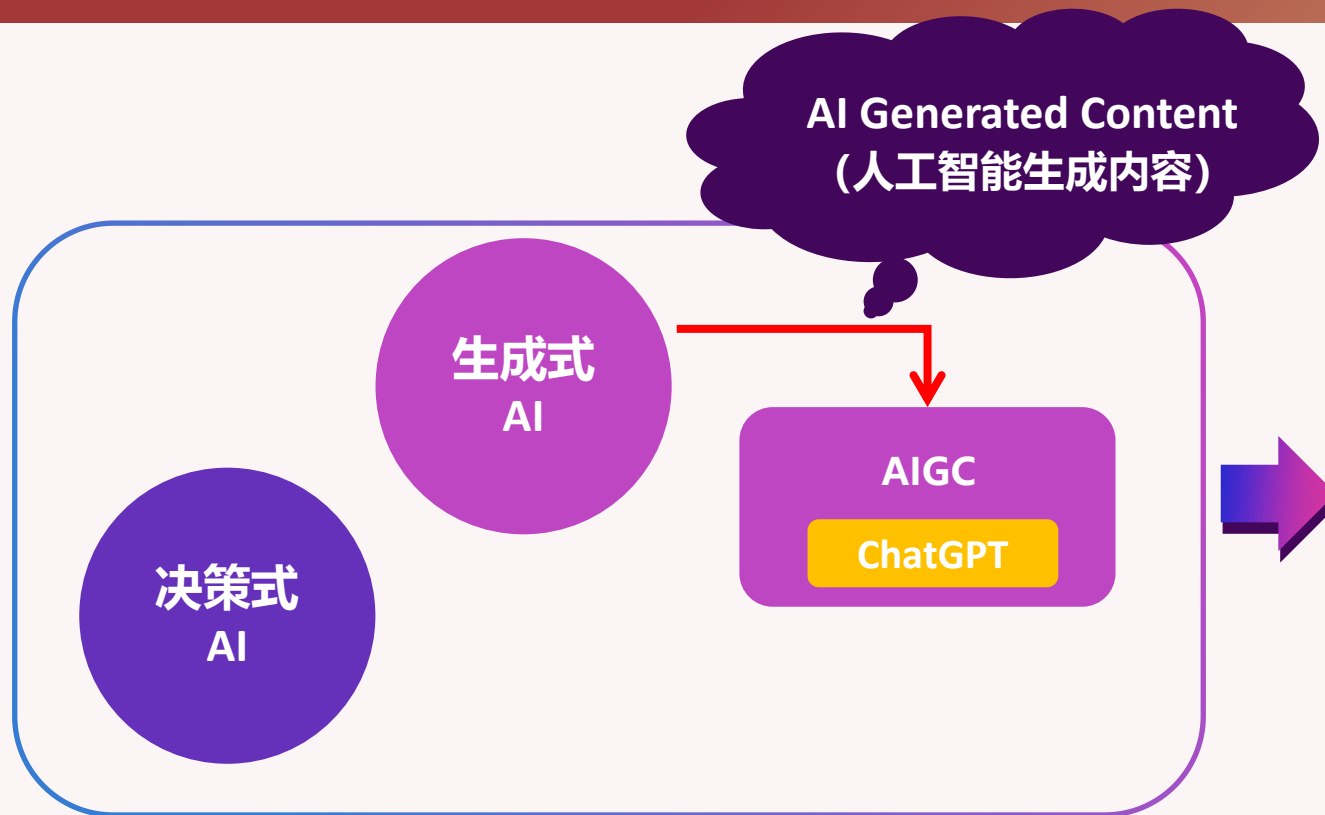 AI Generated Content
（人工智能生成内容）
生成式
AI
AIGC
ChatGPT
决策式
AI